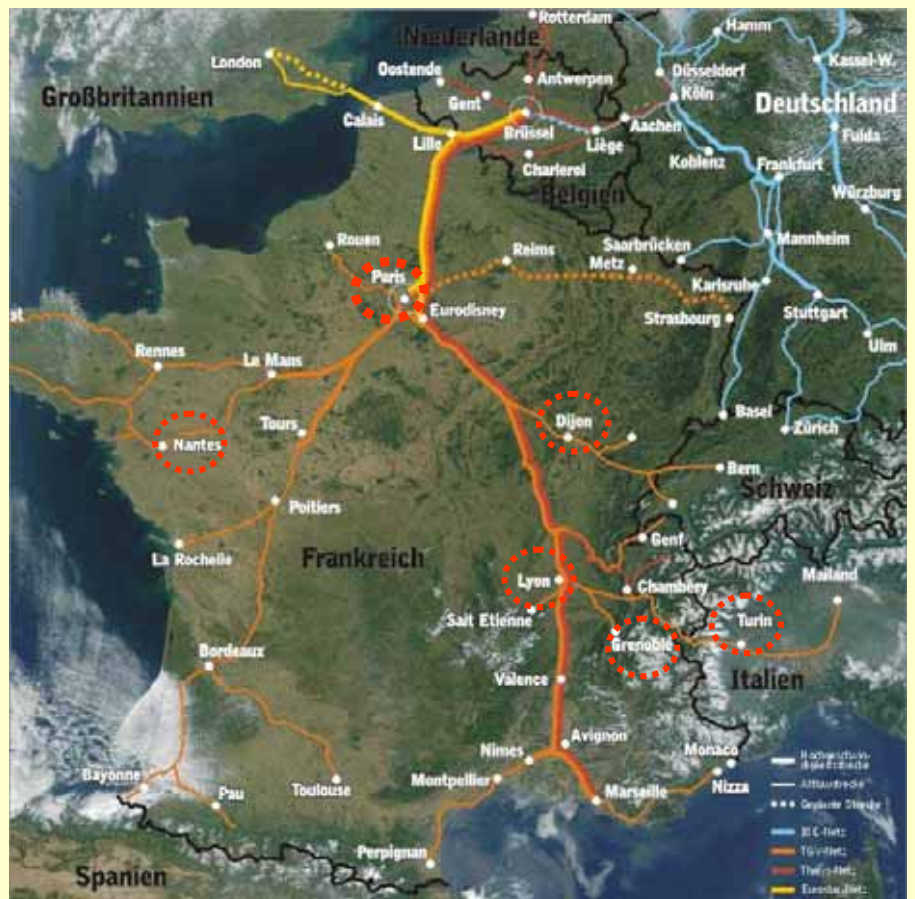 Rotterdam
Hamm
Niederlande
London
Kassel-W.
Oostende
Antwerpen
Düsseldorf
Großbritannien
Gent
Köln
Deutschland
Calais
Brüssel
Aachen
Fulda
Lille
Liège
Koblenz
Frankfurt
Charleroi
Belgien
Würzburg
Rouen
Reims
Saarbrücken
Mannheim
Metz
Paris
Karlsruhe
Eurodisney
Strasbourg
Stuttgart
Rennes
Le Mans
Ulm
Basel
Dijon
Tours
Zürich
Nantes
Bern
Schweiz
Poitiers
Genf
La Rochelle
Frankreich
Lyon
Chambéry
Mailand
Sait Etienne
Turin
Grenoble
Bordeaux
Valence
Italien
Avignon
Nîmes
Monaco
Bayonne
Montpellier
Nizza
Pau
Toulouse
Marseille
Geplante Strecke
Perpignan
ICE-Netz
TGV-Netz
Spanien
Thalys-Netz
Eurostar-Netz